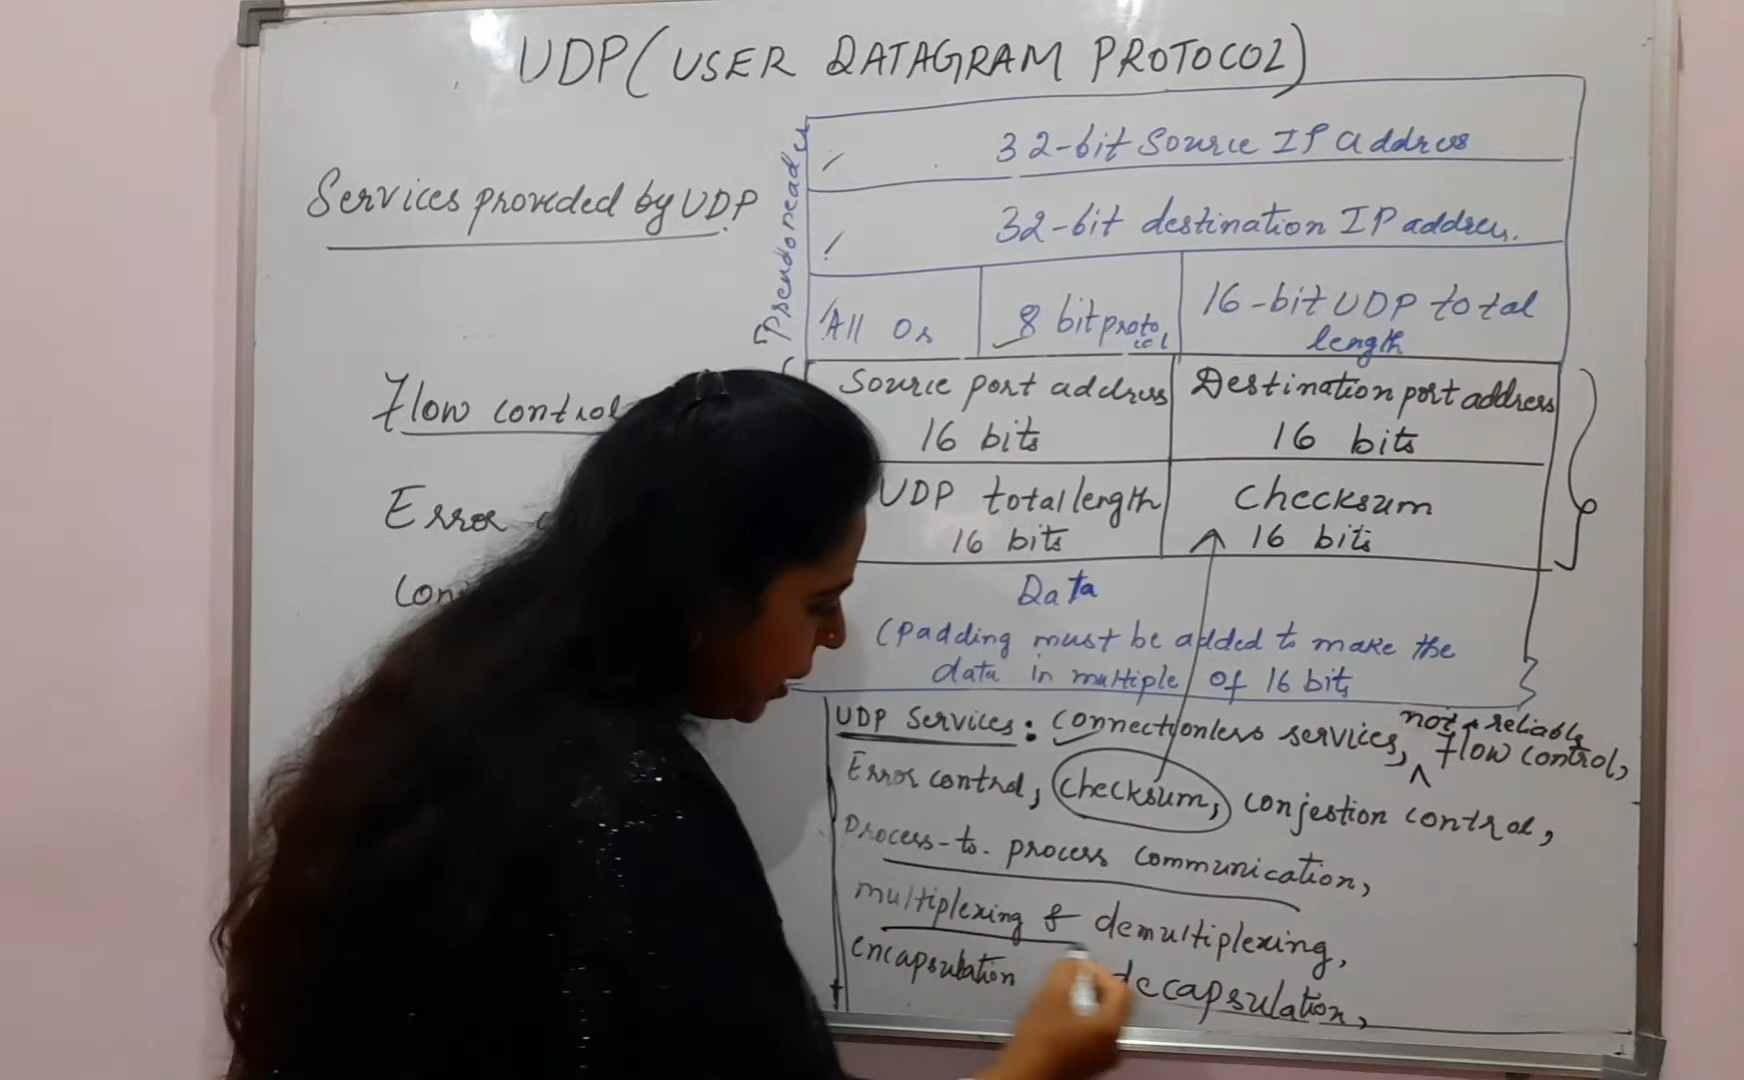 UDP (USER DATAGRAM PROTOCOL)
Services provided by UDP
Flow control
Error
Pseudoheader
32-bit Source IP address
32-bit destination IP address.
All 0s
8 bit protocol
16-bit UDP total
length
Source port address
16 bits
Destination port address
16 bits
UDP total length
16 bits
Checksum
16 bits
Data
(Padding must be added to make the
data in multiple of 16 bits
UDP Services: Connectionless services, not reliable flow control,
Error control, checksum, conjestion control,
Process-to-process communication,
multiplexing & demultiplexing,
encapsulation decapsulation,